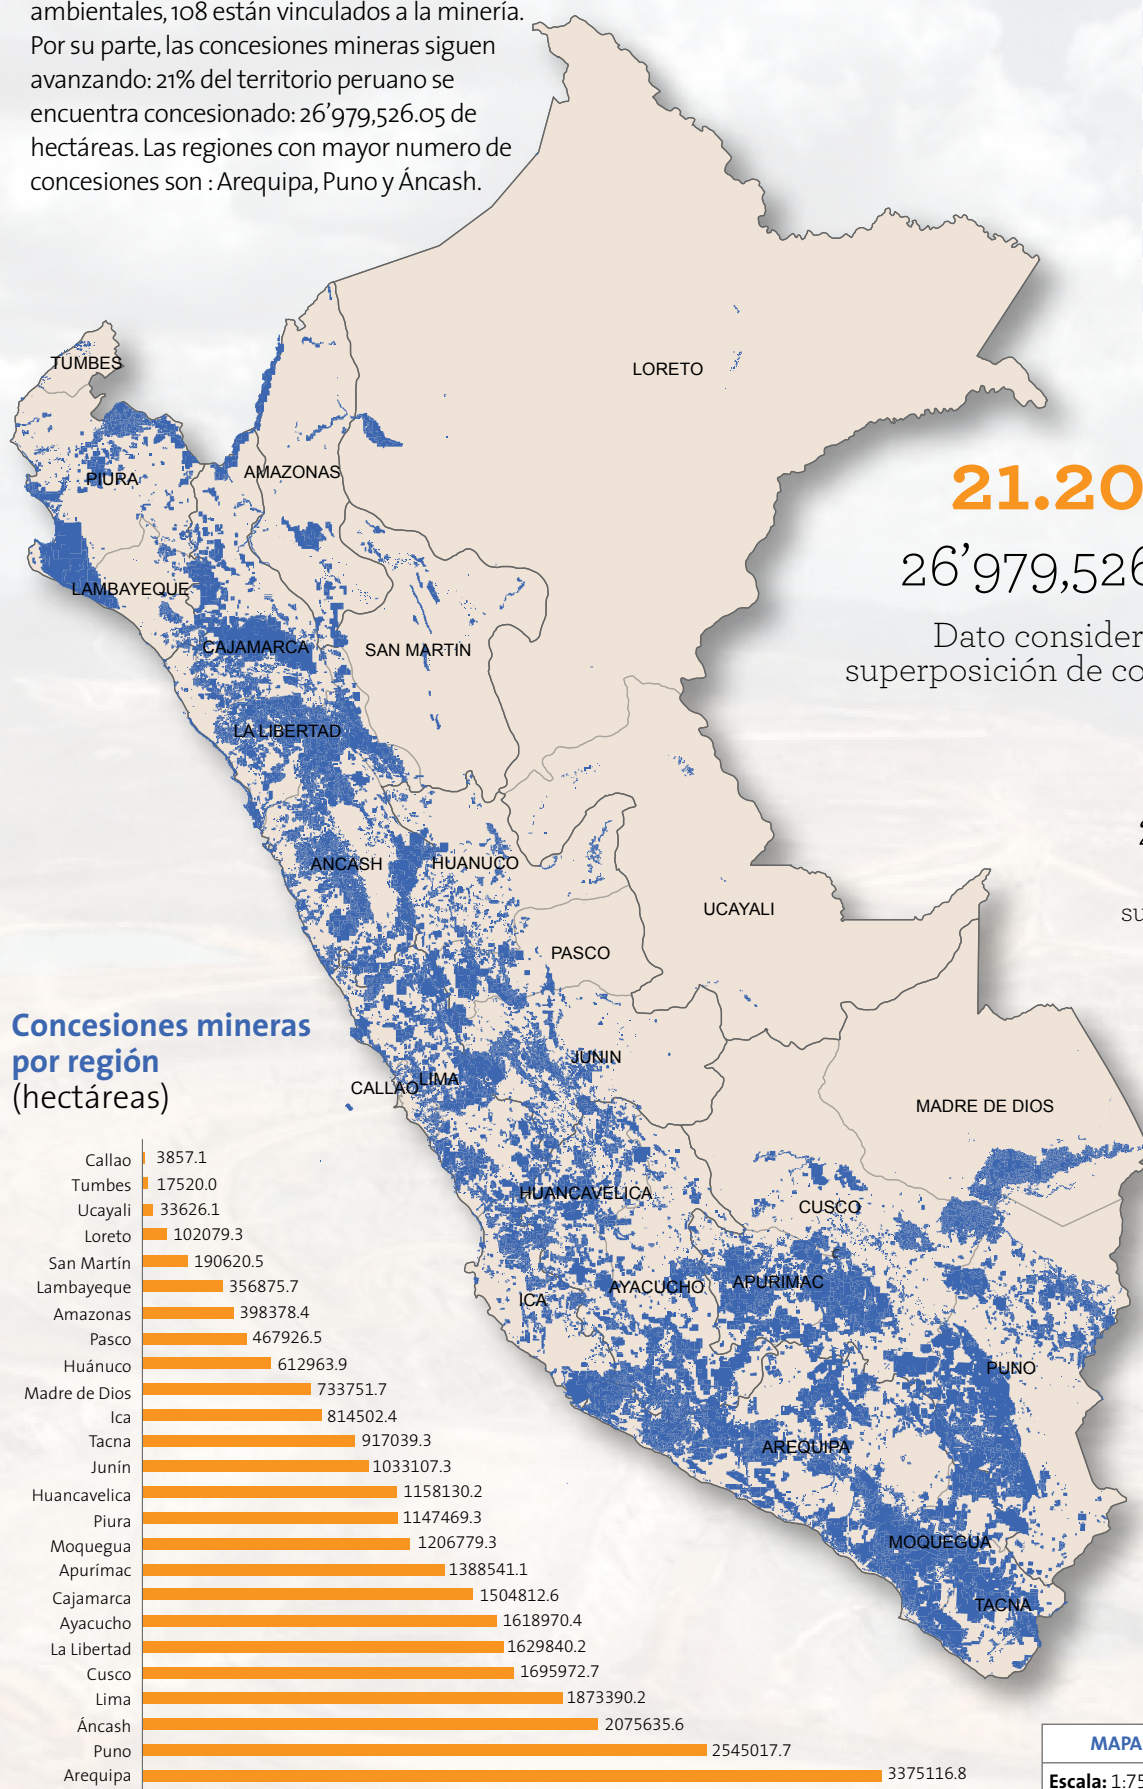 ambientales, 108 están vinculados a la minería.
Por su parte, las concesiones mineras siguen
avanzando: 21% del territorio peruano se
encuentra concesionado: 26’979,526.05 de
hectáreas. Las regiones con mayor numero de
concesiones son : Arequipa, Puno y Áncash.
TUMBES
LORETO
PIURA
AMAZONAS
21.20
26’979,526
LAMBAYEQUE
Dato consider
superposición de co
CAJAMARCA
SAN MARTIN
LA LIBERTAD
ANCASH
HUANUCO
UCAYALI
su
PASCO
JUNIN
CALLAO
LIMA
MADRE DE DIOS
HUANCAVELICA
CUSCO
AYACUCHO
APURIMAC
ICA
PUNO
AREQUIPA
MOQUEGUA
TACNA
Concesiones mineras
por región
(hectáreas)
Callao 3857.1
Tumbes 17520.0
Ucayali 33626.1
Loreto 102079.3
San Martín 190620.5
Lambayeque 356875.7
Amazonas 398378.4
Pasco 467926.5
Huánuco 612963.9
Madre de Dios 733751.7
Ica 814502.4
Tacna 917039.3
Junín 1033107.3
Huancavelica 1158130.2
Piura 1147469.3
Moquegua 1206779.3
Apurímac 1388541.1
Cajamarca 1504812.6
Ayacucho 1618970.4
La Libertad 1629840.2
Cusco 1695972.7
Lima 1873390.2
Áncash 2075635.6
Puno 2545017.7
Arequipa 3375116.8
MAPA
Escala: 1:75